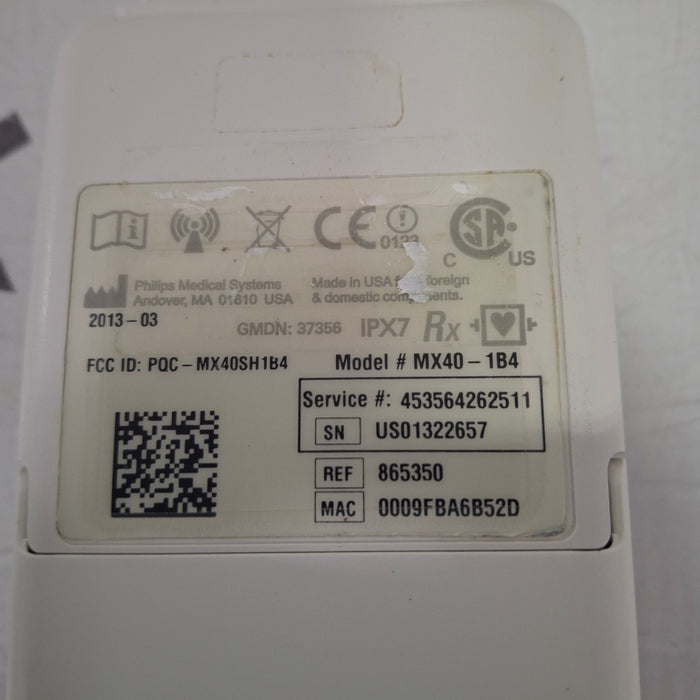 CE 0123
CSA
C US
Philips Medical Systems
Andover, MA 01810 USA
Made in USA foreign
& domestic
2013-03
GMDN: 37356 IPX7 Rx
FCC ID: PQC-MX40SH1B4
Model # MX40-1B4
Service #: 453564262511
SN US01322657
REF 865350
MAC 0009FBA6B52D